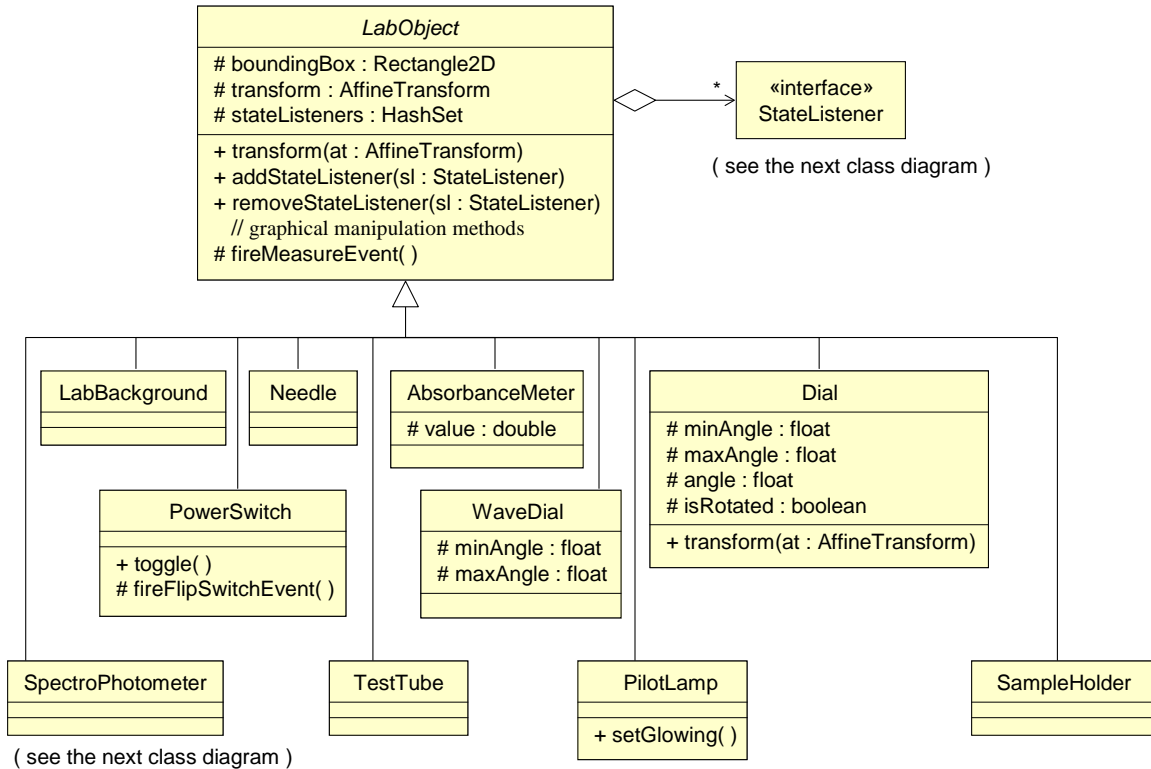 LabObject
# boundingBox : Rectangle2D
# transform : AffineTransform
# stateListeners : HashSet
+ transform(at : AffineTransform)
+ addStateListener(sl : StateListener)
+ removeStateListener(sl : StateListener)
// graphical manipulation methods
# fireMeasureEvent( )
*
«interface»
StateListener
( see the next class diagram )
LabBackground
Needle
AbsorbanceMeter
# value : double
Dial
# minAngle : float
# maxAngle : float
# angle : float
# isRotated : boolean
+ transform(at : AffineTransform)
PowerSwitch
+ toggle( )
# fireFlipSwitchEvent( )
WaveDial
# minAngle : float
# maxAngle : float
SpectroPhotometer
( see the next class diagram )
TestTube
PilotLamp
+ setGlowing( )
SampleHolder